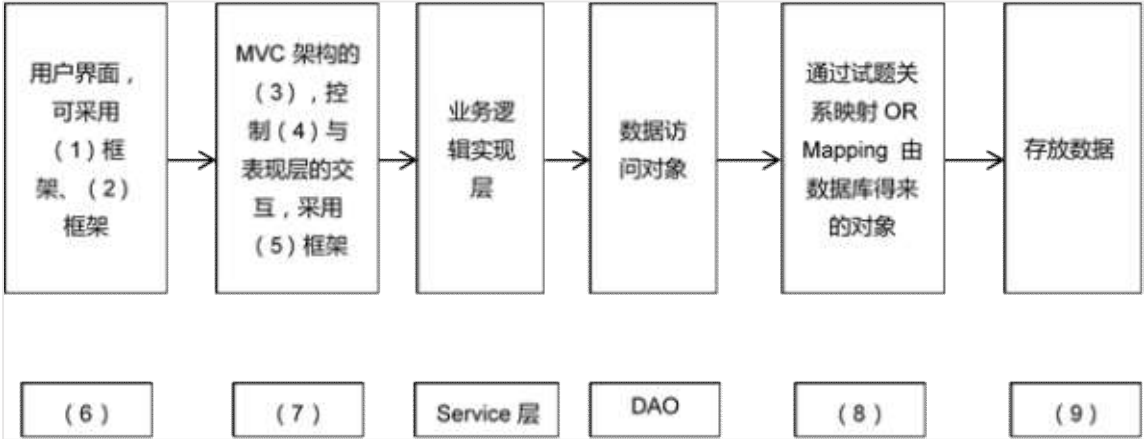 用户界面，
可采用
（1）框
架、（2）
框架
MVC 架构的
（3），控
制（4）与
表现层的交
互，采用
（5）框架
业务逻
辑实现
层
数据访
问对象
通过试题关
系映射 OR
Mapping 由
数据库得来
的对象
存放数据
（6）
（7）
Service 层
DAO
（8）
（9）